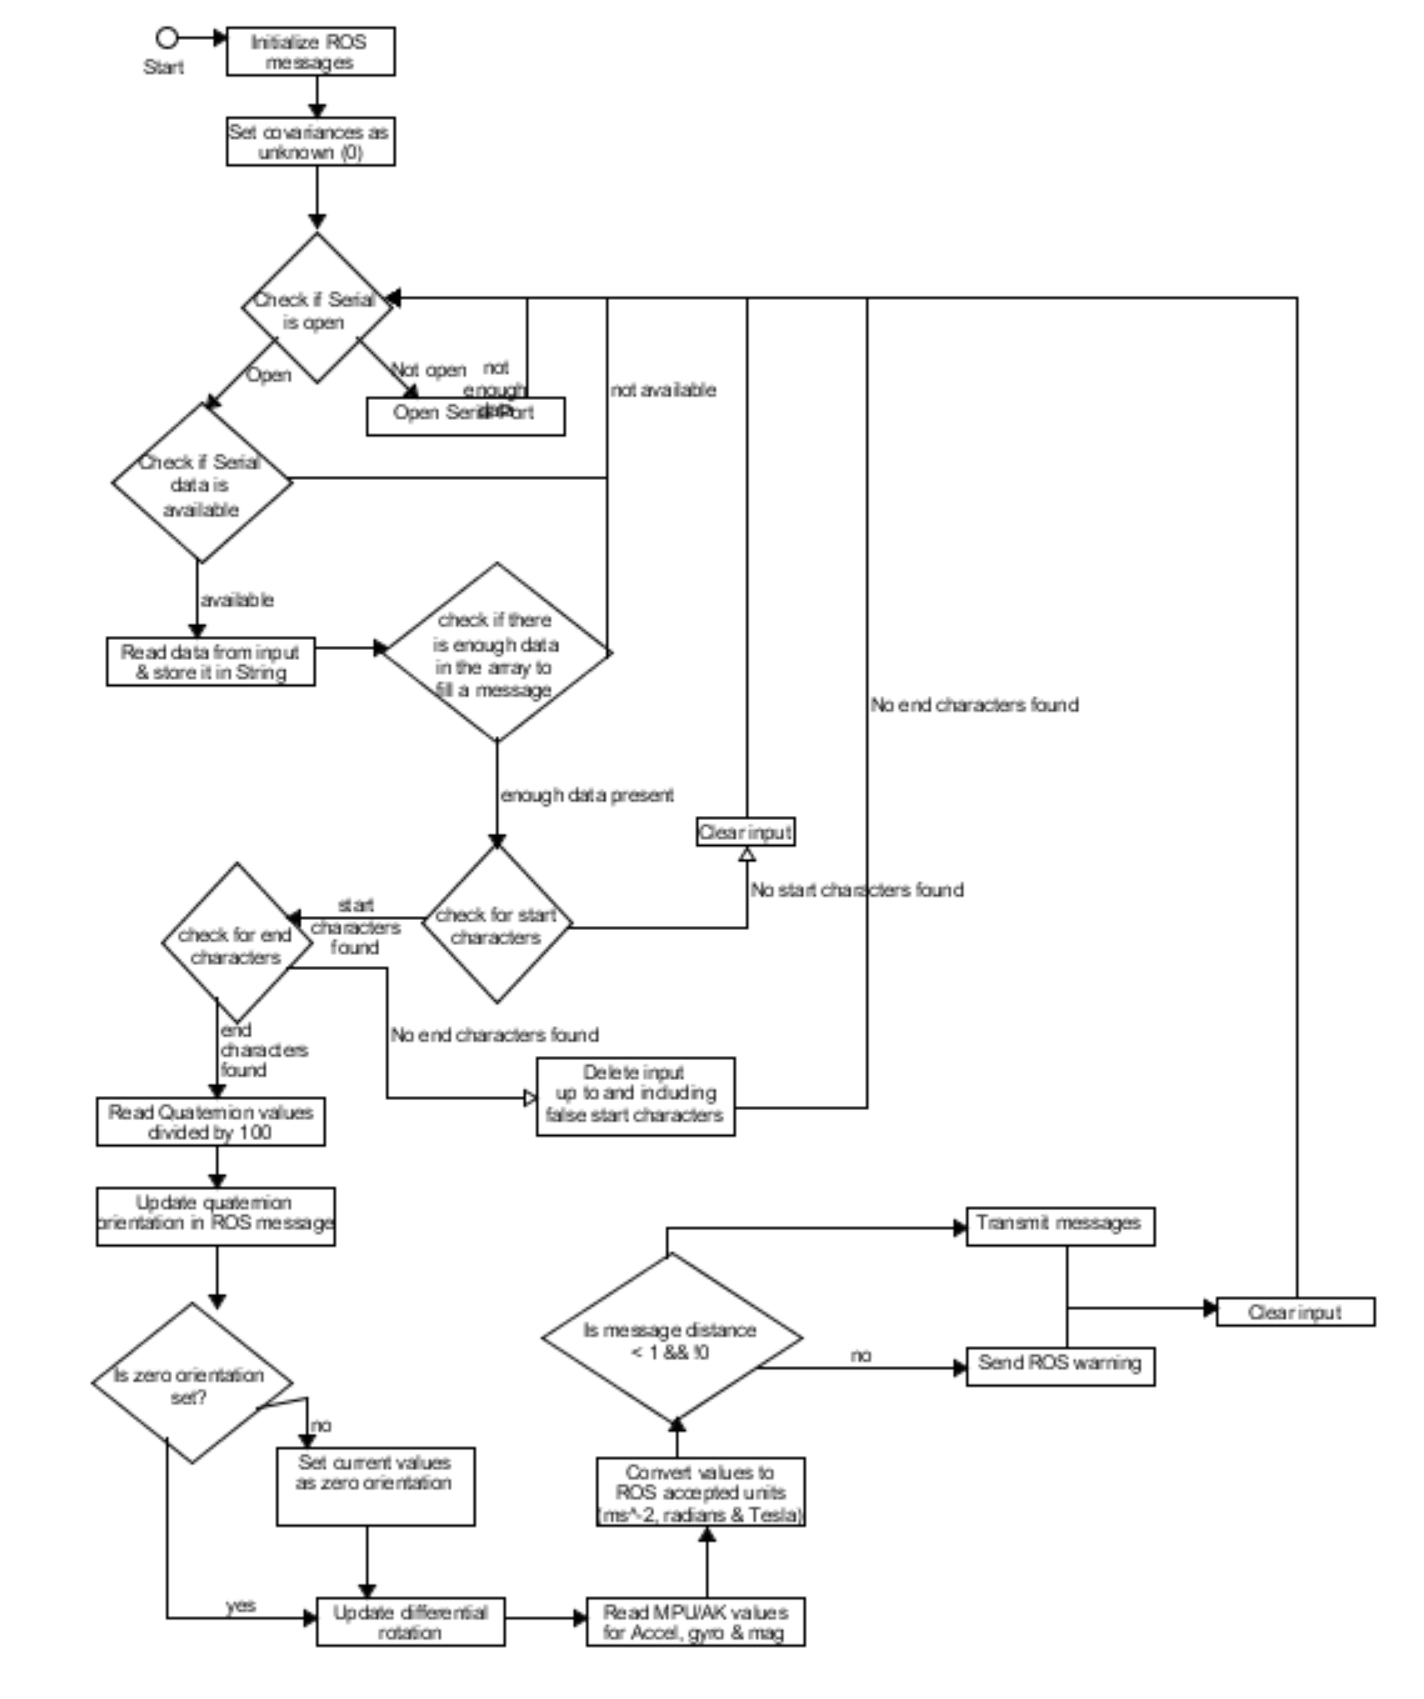 Start
Initialize ROS
messages
Set covariances as
unknown (0)
Check if Serial
is open
Open
Not open
not
enough
data
Open Serial Port
not available
Check if Serial
data is
available
available
Read data from input
& store it in String
check if there
is enough data
in the array to
fill a message
No end characters found
enough data present
Clear input
No start characters found
check for start
characters
start
characters
found
check for end
characters
No end characters found
end
characters
found
Delete input
up to and including
false start characters
Read Quaternion values
divided by 100
Update quaternion
orientation in ROS message
Transmit messages
Is message distance
< 1 && !0
no
Clear input
Send ROS warning
Is zero orientation
set?
no
Set current values
as zero orientation
Convert values to
ROS accepted units
(ms^-2, radians & Tesla)
yes
Update differential
rotation
Read MPU/AK values
for Accel, gyro & mag